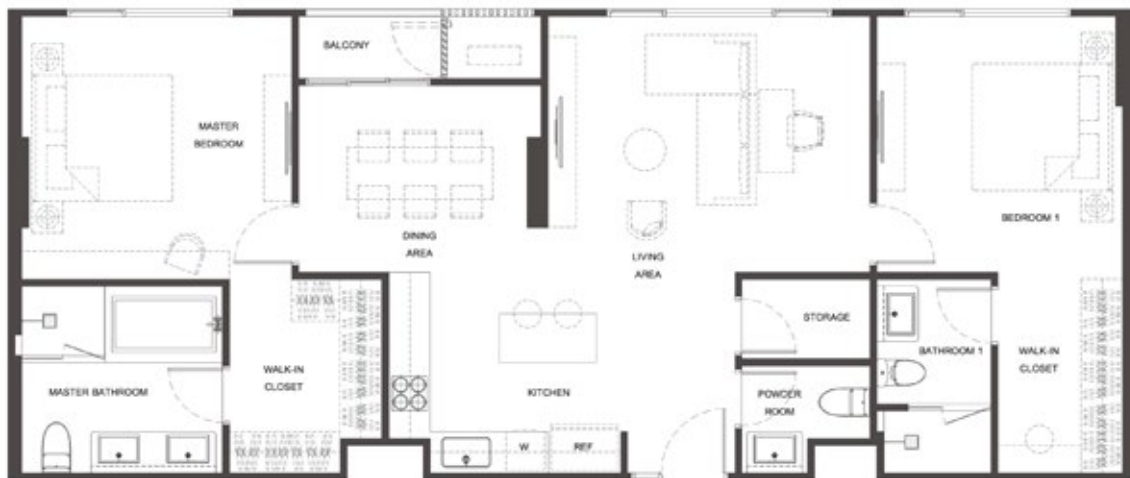 BALCONY
MASTER
BEDROOM
DINING
AREA
LIVING
AREA
BEDROOM 1
MASTER BATHROOM
WALK-IN
CLOSET
KITCHEN
W
REF
STORAGE
POWDER
ROOM
BATHROOM 1
WALK-IN
CLOSET